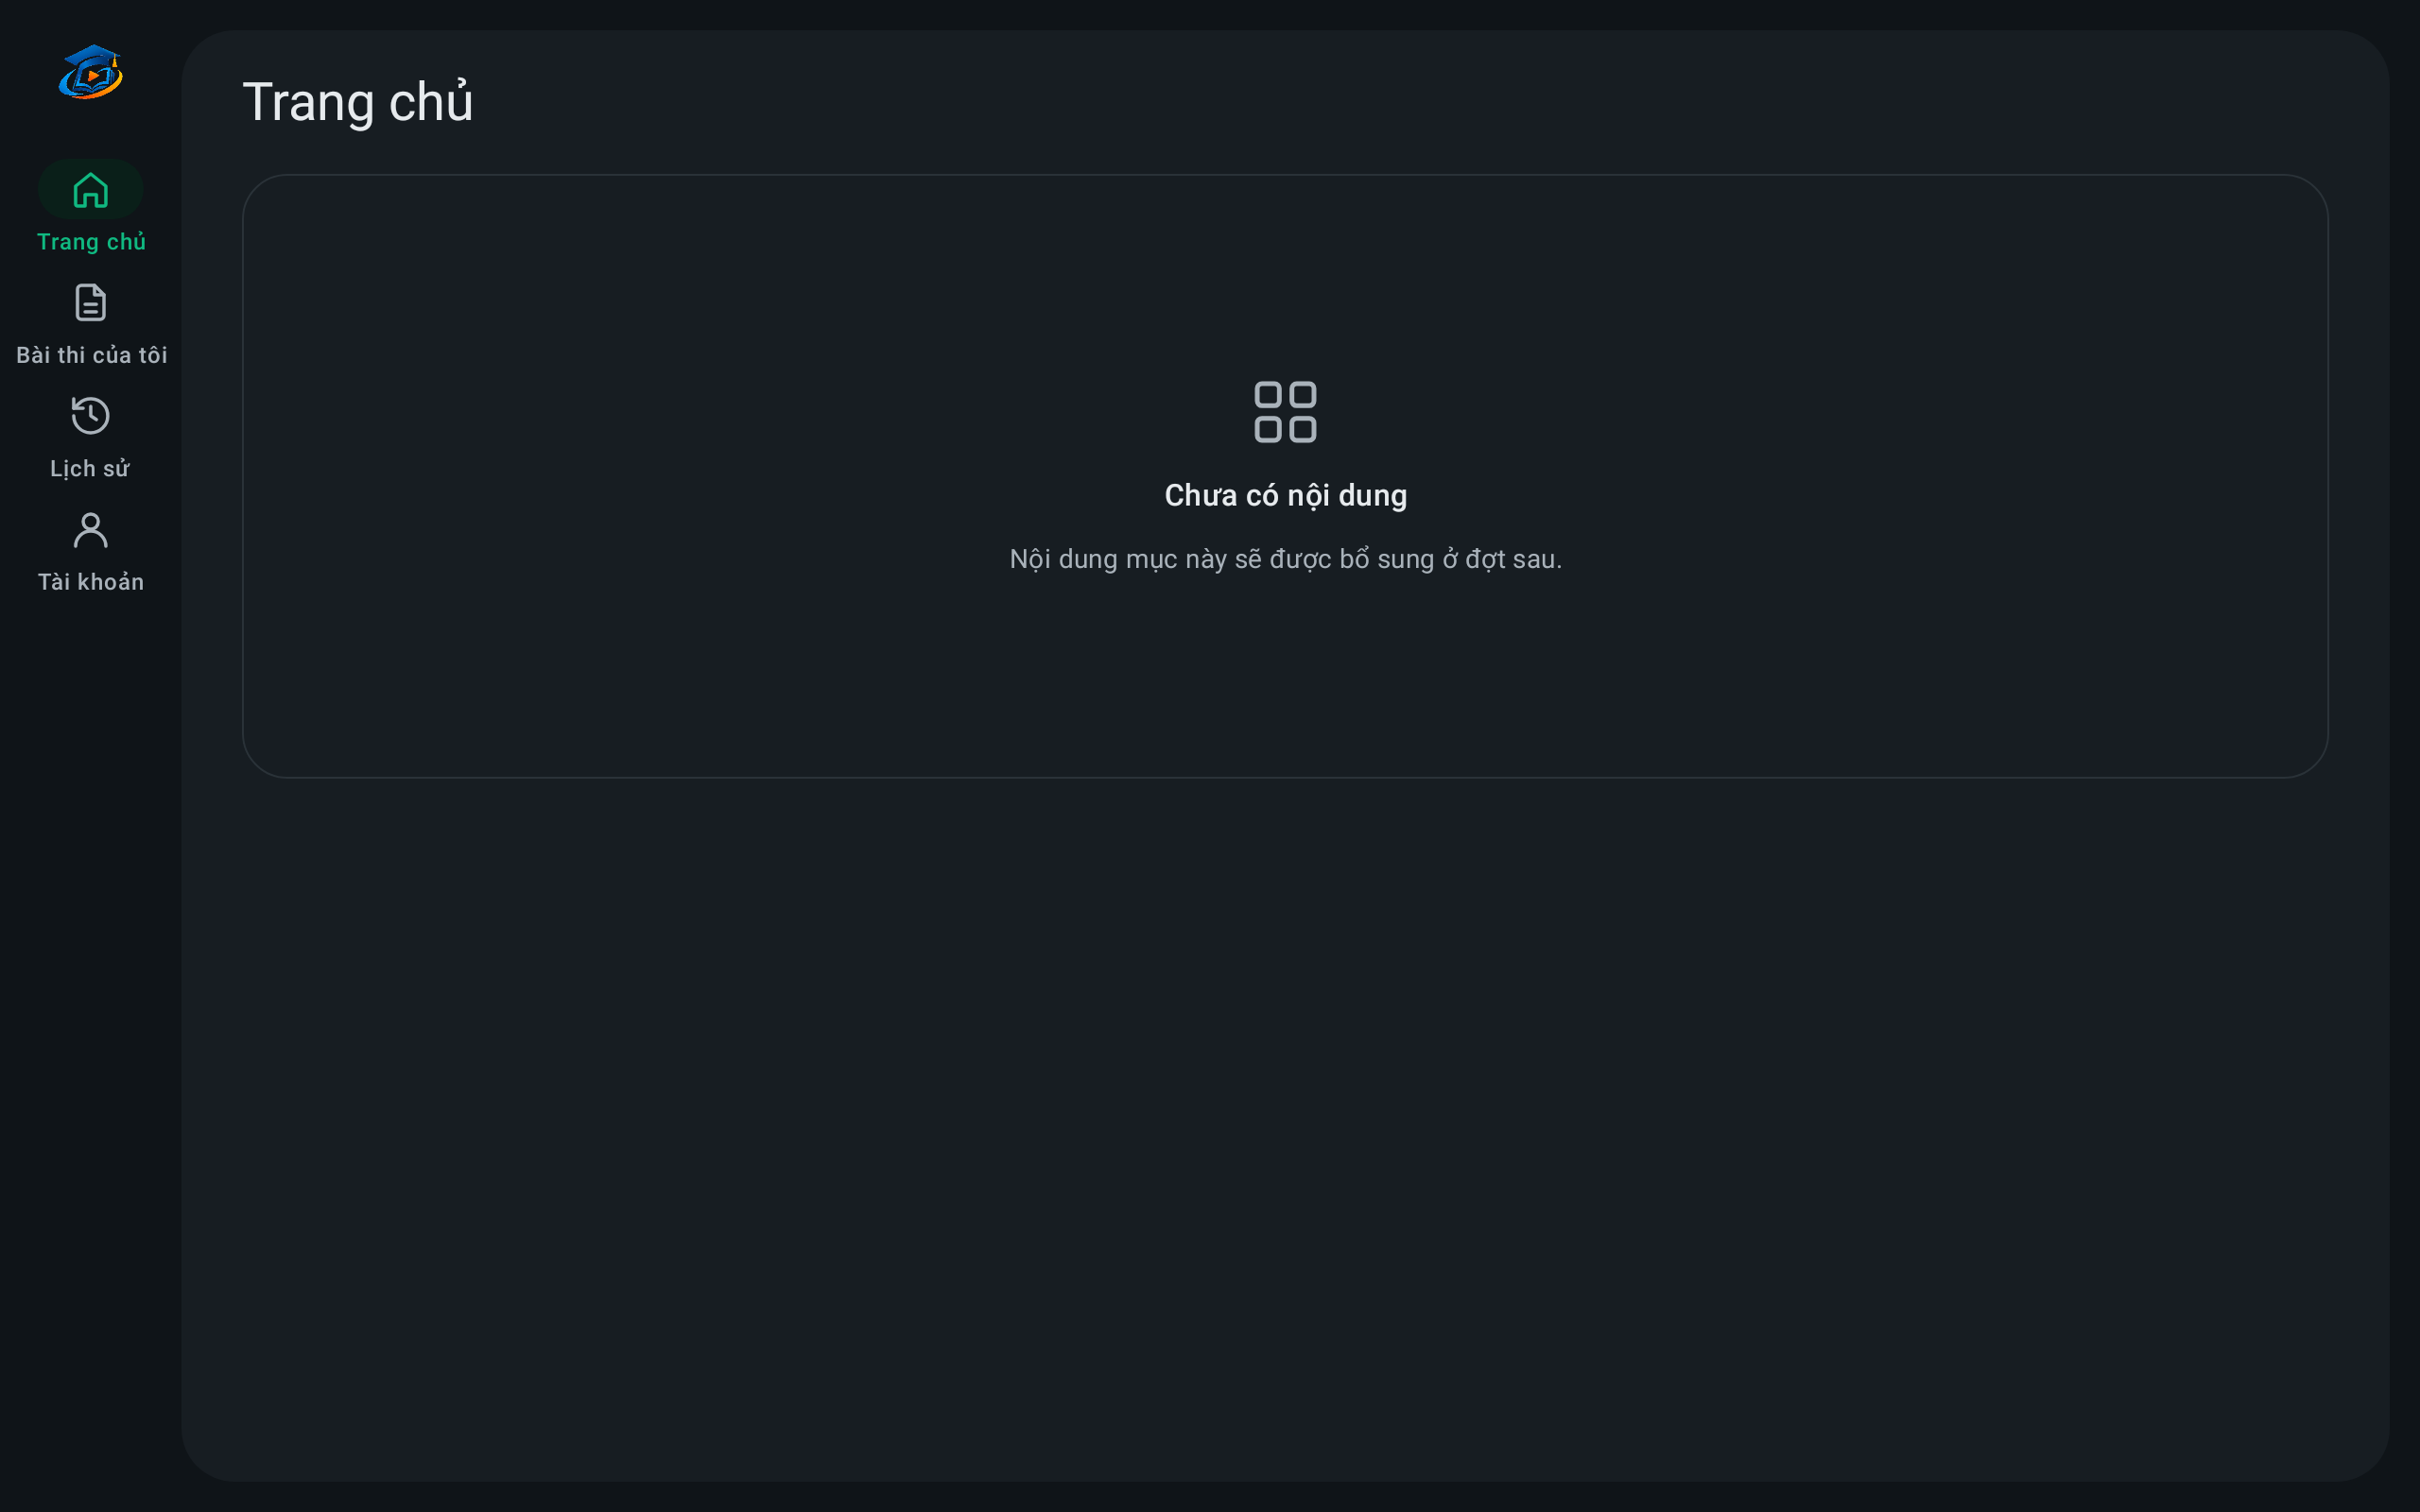 Trang chủ
Trang chủ
Bài thi của tôi
Lịch sử
Tài khoản
Chưa có nội dung
Nội dung mục này sẽ được bổ sung ở đợt sau.